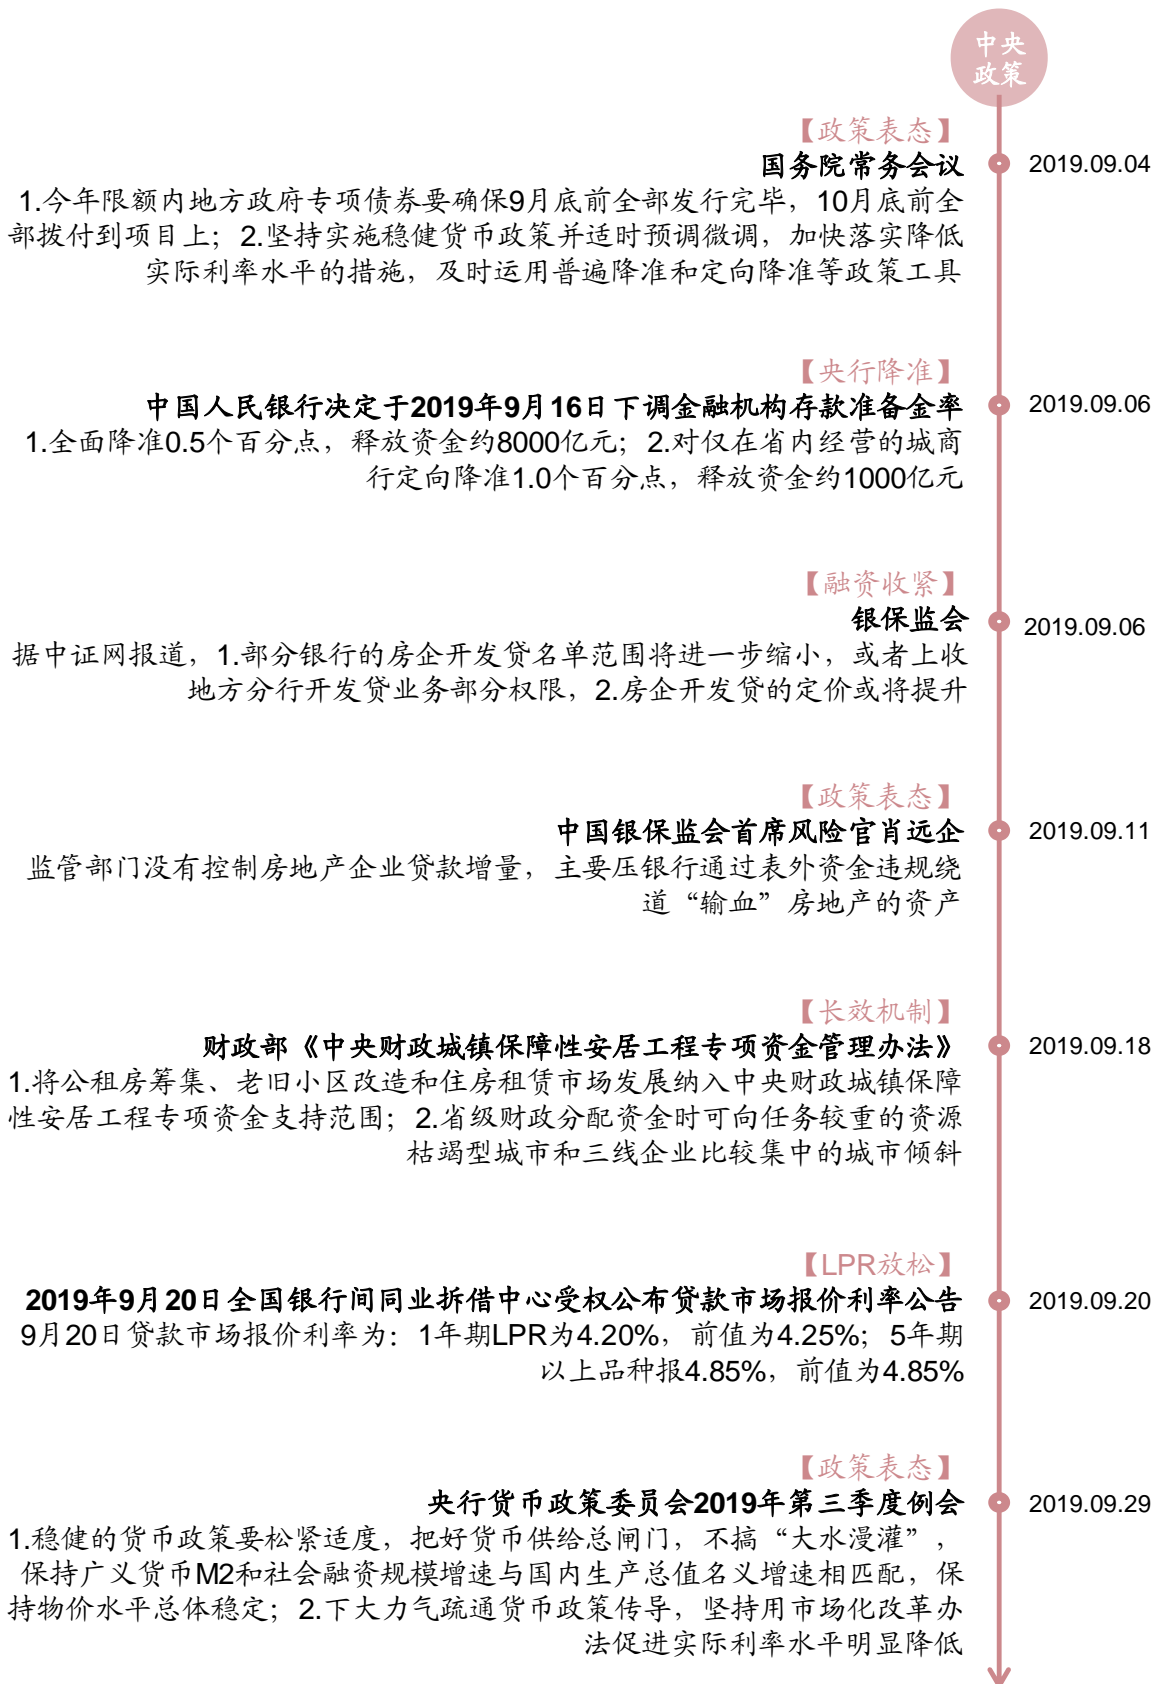 中央
政策
【政策表态】
国务院常务会议
2019.09.04
1.今年限额内地方政府专项债券要确保9月底前全部发行完毕，10月底前全
部拨付到项目上；2.坚持实施稳健货币政策并适时预调微调，加快落实降低
实际利率水平的措施，及时运用普遍降准和定向降准等政策工具
【央行降准】
中国人民银行决定于2019年9月16日下调金融机构存款准备金率
2019.09.06
1.全面降准0.5个百分点，释放资金约8000亿元；2.对仅在省内经营的城商
行定向降准1.0个百分点，释放资金约1000亿元
【融资收紧】
银保监会
2019.09.06
据中证网报道，1.部分银行的房企开发贷名单范围将进一步缩小，或者上收
地方分行开发贷业务部分权限，2.房企开发贷的定价或将提升
【政策表态】
中国银保监会首席风险官肖远企
2019.09.11
监管部门没有控制房地产企业贷款增量，主要压银行通过表外资金违规绕
道“输血”房地产的资产
【长效机制】
财政部《中央财政城镇保障性安居工程专项资金管理办法》
2019.09.18
1.将公租房筹集、老旧小区改造和住房租赁市场发展纳入中央财政城镇保障
性安居工程专项资金支持范围；2.省级财政分配资金时可向任务较重的资源
枯竭型城市和三线企业比较集中的城市倾斜
【LPR放松】
2019年9月20日全国银行间同业拆借中心受权公布贷款市场报价利率公告
2019.09.20
9月20日贷款市场报价利率为：1年期LPR为4.20%，前值为4.25%；5年期
以上品种报4.85%，前值为4.85%
【政策表态】
央行货币政策委员会2019年第三季度例会
2019.09.29
1.稳健的货币政策要松紧适度，把好货币供给总闸门，不搞“大水漫灌”，
保持广义货币M2和社会融资规模增速与国内生产总值名义增速相匹配，保
持物价水平总体稳定；2.下大力气疏通货币政策传导，坚持用市场化改革办
法促进实际利率水平明显降低